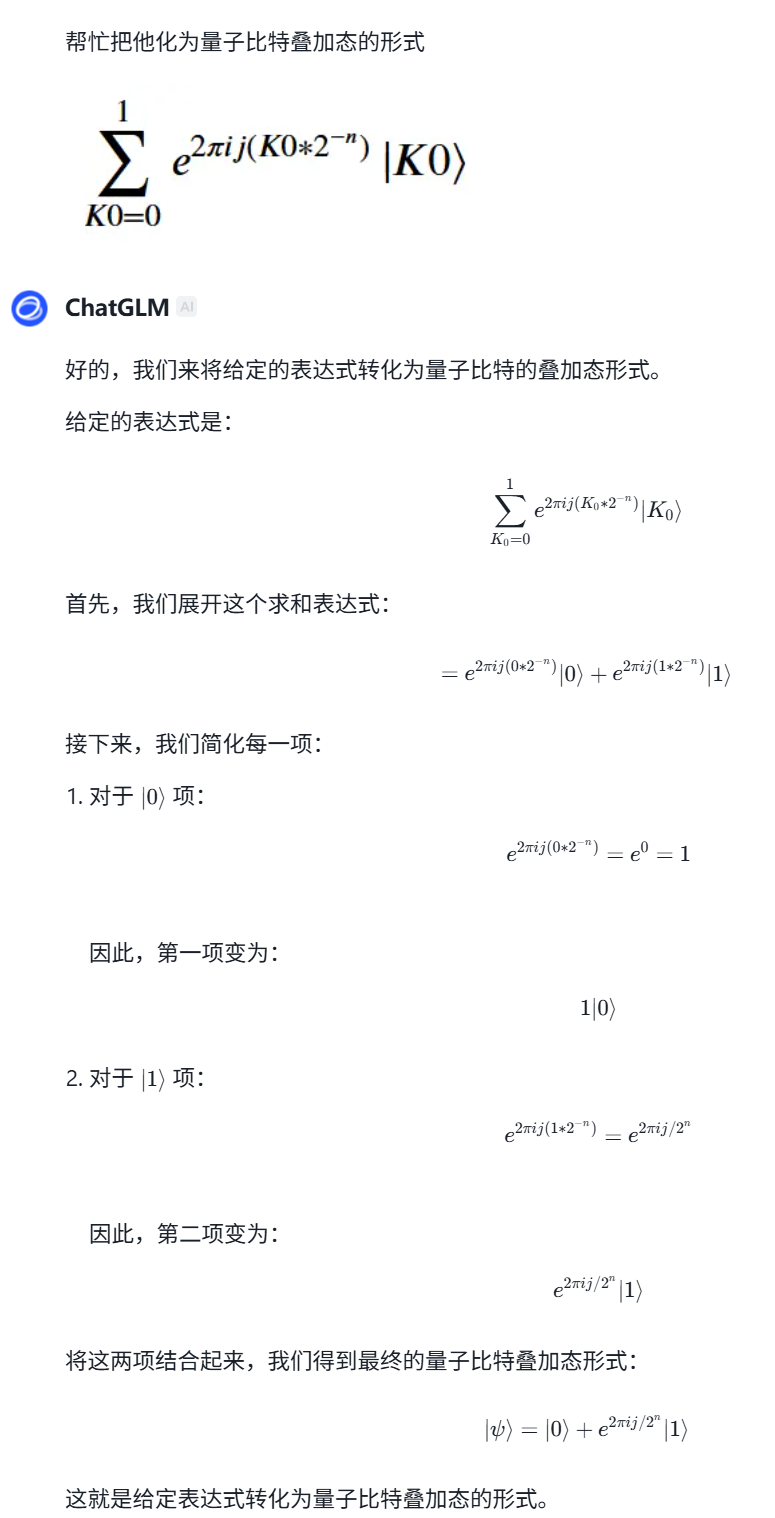 帮忙把他化为量子比特叠加态的形式
\sum_{K0=0}^{1} e^{2\pi ij(K0*2^{-n})} |K0\rangle
ChatGLM AI
好的，我们来将给定的表达式转化为量子比特的叠加态形式。
给定的表达式是：
\sum_{K_0=0}^{1} e^{2\pi ij(K_0*2^{-n})} |K_0\rangle
首先，我们展开这个求和表达式：
= e^{2\pi ij(0*2^{-n})} |0\rangle + e^{2\pi ij(1*2^{-n})} |1\rangle
接下来，我们简化每一项：
1. 对于 |0⟩ 项：
e^{2\pi ij(0*2^{-n})} = e^0 = 1
因此，第一项变为：
1|0⟩
2. 对于 |1⟩ 项：
e^{2\pi ij(1*2^{-n})} = e^{2\pi ij/2^n}
因此，第二项变为：
e^{2\pi ij/2^n} |1\rangle
将这两项结合起来，我们得到最终的量子比特叠加态形式：
|\psi\rangle = |0\rangle + e^{2\pi ij/2^n} |1\rangle
这就是给定表达式转化为量子比特叠加态的形式。